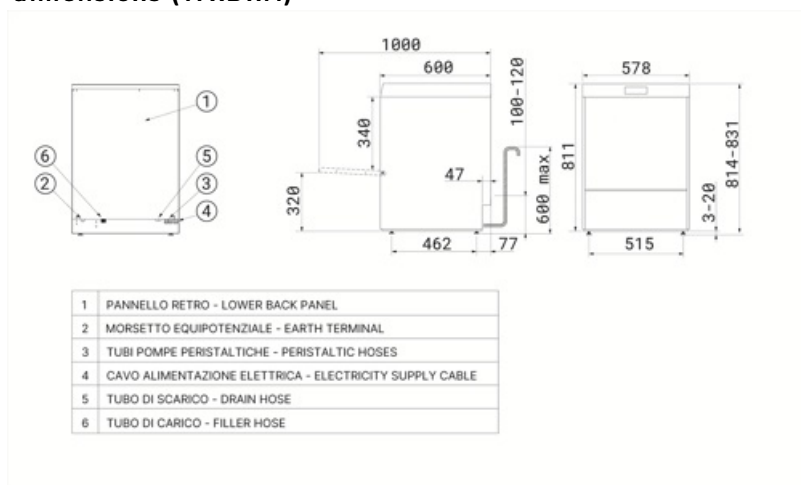 1000
600
578
100-120
340
47
811
814-831
320
600 max
3-20
462
77
515
1
6
5
2
3
4
1 PANNELLO RETRO - LOWER BACK PANEL
2 MORSETTO EQUIPOTENZIALE - EARTH TERMINAL
3 TUBI POMPE PERISTALTICHE - PERISTALTIC HOSES
4 CAVO ALIMENTAZIONE ELETTRICA - ELECTRICITY SUPPLY CABLE
5 TUBO DI SCARICO - DRAIN HOSE
6 TUBO DI CARICO - FILLER HOSE